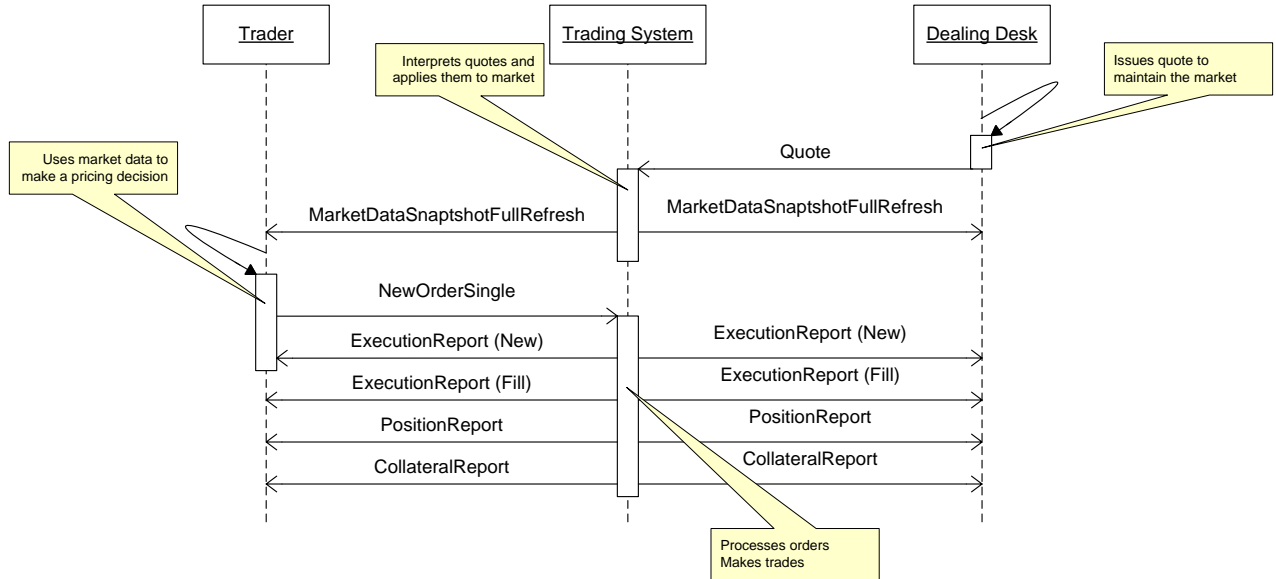 Trader
Trading System
Dealing Desk
Interprets quotes and
applies them to market
Issues quote to
maintain the market
Quote
Uses market data to
make a pricing decision
MarketDataSnaptshotFullRefresh
MarketDataSnaptshotFullRefresh
NewOrderSingle
ExecutionReport (New)
ExecutionReport (New)
ExecutionReport (Fill)
ExecutionReport (Fill)
PositionReport
PositionReport
CollateralReport
CollateralReport
Processes orders
Makes trades